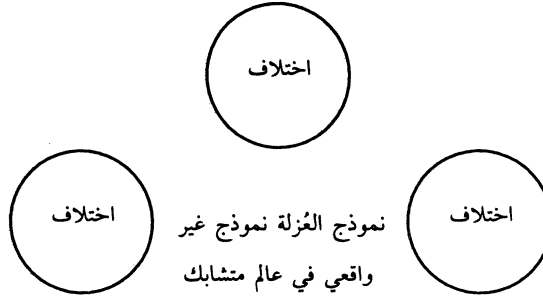 اختلاف
اختلاف
اختلاف
نموذج العُزلة نموذج غير
واقعي في عالم متشابك